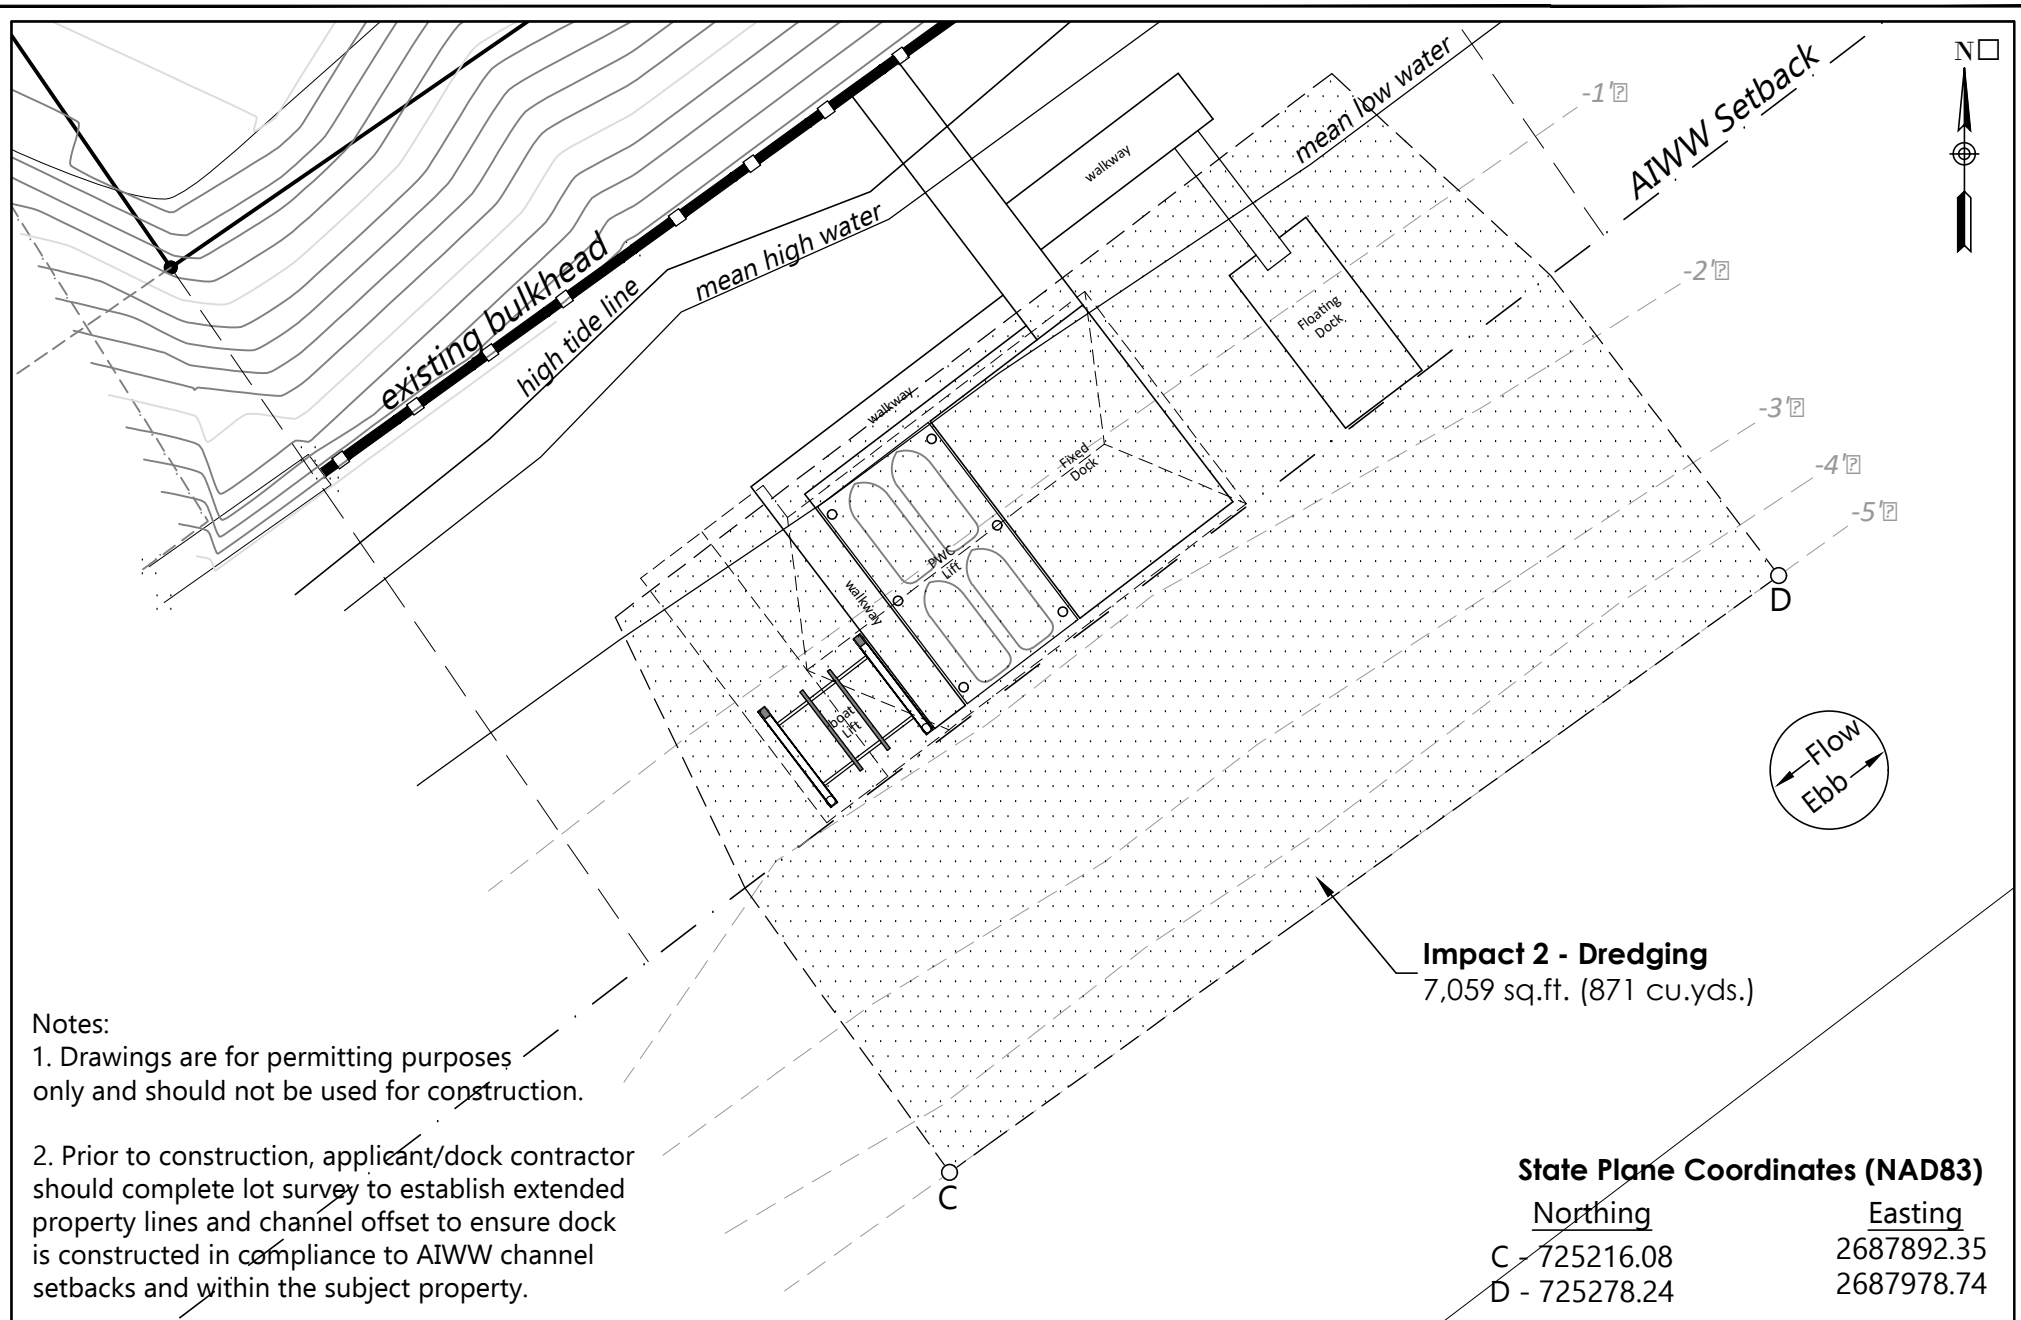 N□
-1'
-2'
-3'
-4'
-5'
AIWW Setback
mean low water
mean high water
high tide line
existing bulkhead
walkway
Floating
Dock
walkway
Fixed
Dock
PWC
Lift
walkway
boat
Lift
D
C
Flow
Ebb
Impact 2 - Dredging
7,059 sq.ft. (871 cu.yds.)
Notes:
1. Drawings are for permitting purposes
only and should not be used for construction.
2. Prior to construction, applicant/dock contractor
should complete lot survey to establish extended
property lines and channel offset to ensure dock
is constructed in compliance to AIWW channel
setbacks and within the subject property.
State Plane Coordinates (NAD83)
Northing Easting
C - 725216.08 2687892.35
D - 725278.24 2687978.74